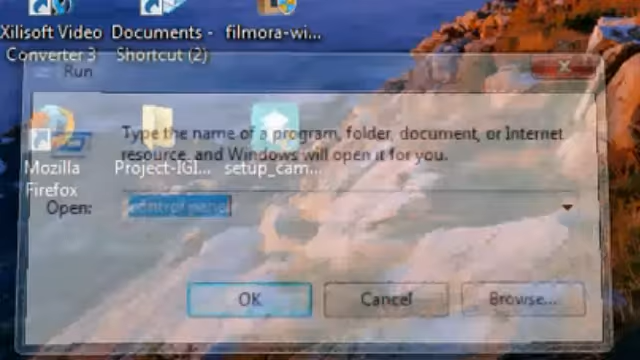 Xilisoft Video Converter 3
Documents - Shortcut (2)
filmora-wi...
Run
Type the name of a program, folder, document, or Internet
resource, and Windows will open it for you.
Mozilla Firefox
Project-IGI...
setup_cam...
Open:
control panel
OK
Cancel
Browse...